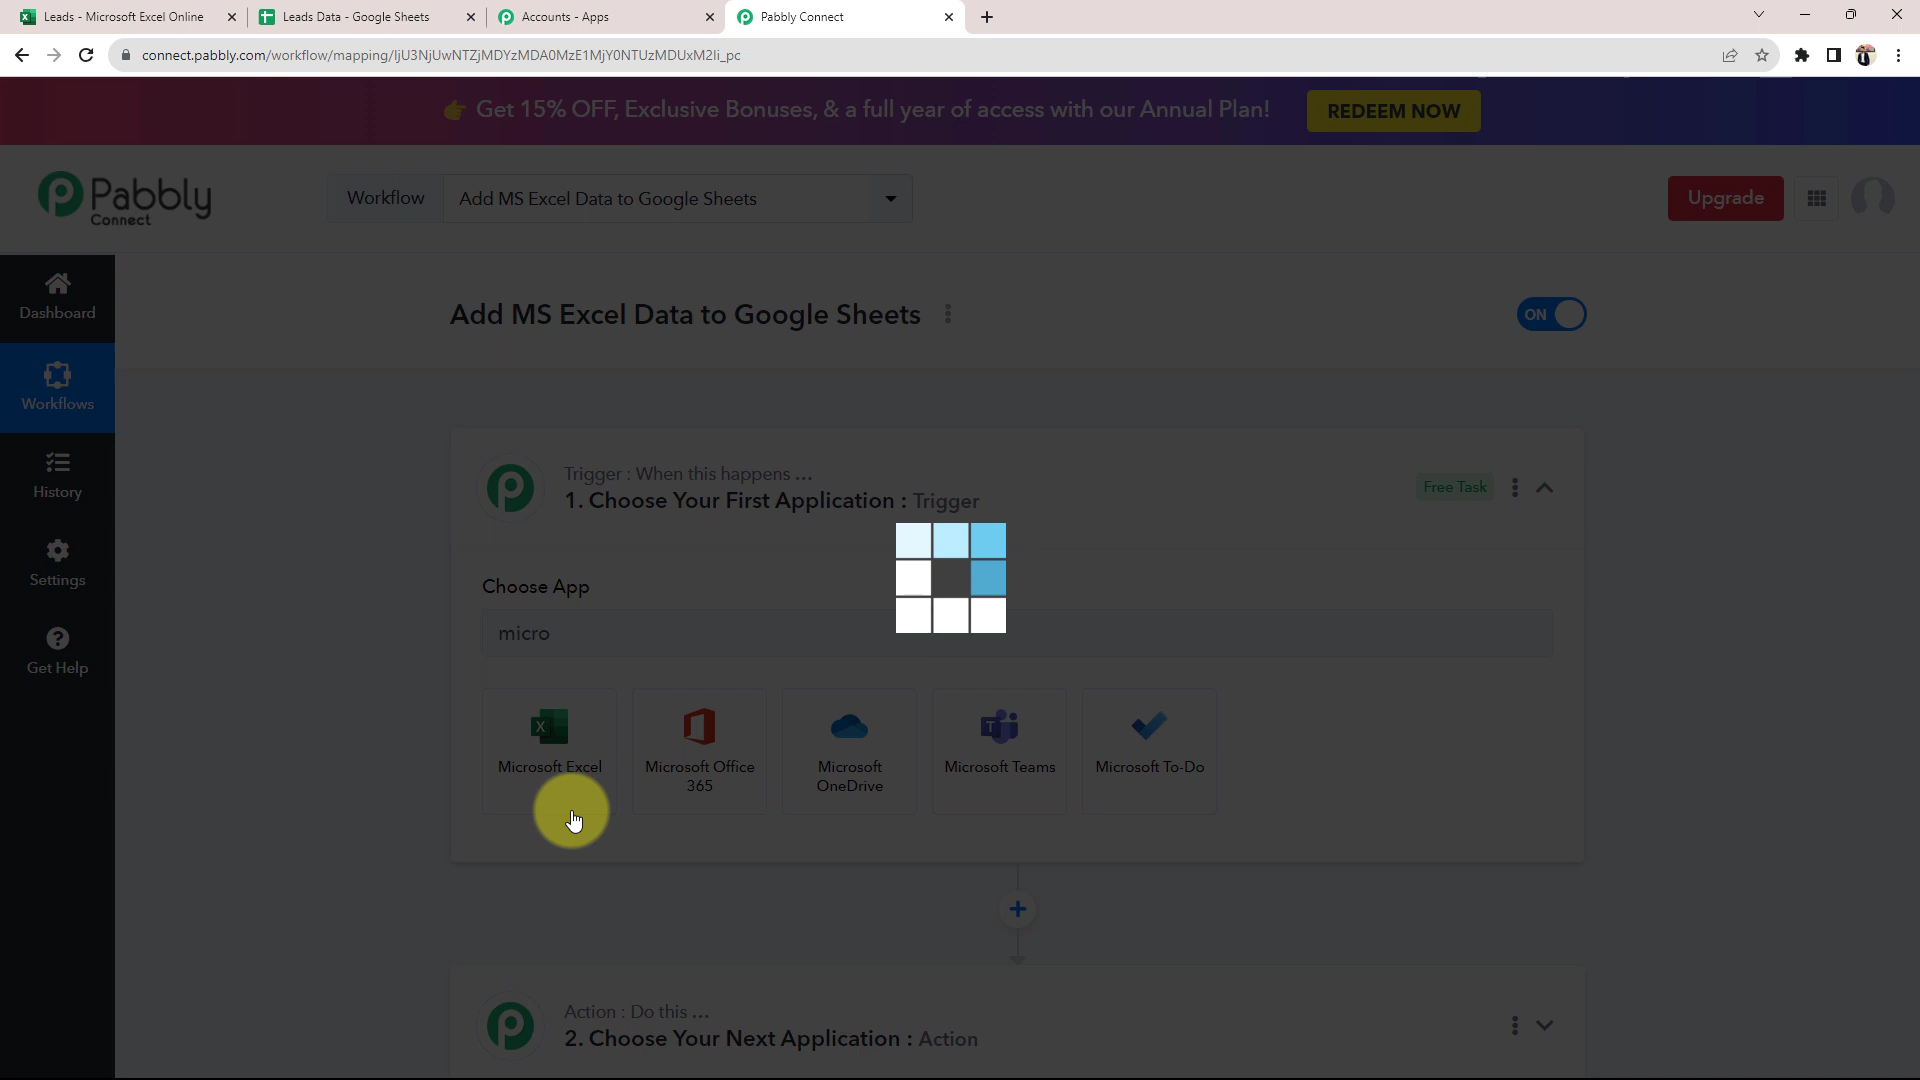 Leads - Microsoft Excel Online
Leads Data - Google Sheets
Accounts - Apps
Pabbly Connect
connect.pabbly.com/workflow/mapping/IjU3NjUwNTZjMDYzMDA0MzE1MjY0NTUzMDUxM2Ii_pc
Get 15% OFF, Exclusive Bonuses, & a full year of access with our Annual Plan!
REDEEM NOW
Pabbly
Connect
Workflow
Add MS Excel Data to Google Sheets
Upgrade
Dashboard
Workflows
History
Settings
Get Help
Add MS Excel Data to Google Sheets
ON
Trigger : When this happens ...
1. Choose Your First Application : Trigger
Free Task
Choose App
micro
Microsoft Excel
Microsoft Office
365
Microsoft
OneDrive
Microsoft Teams
Microsoft To-Do
Action : Do this ...
2. Choose Your Next Application : Action